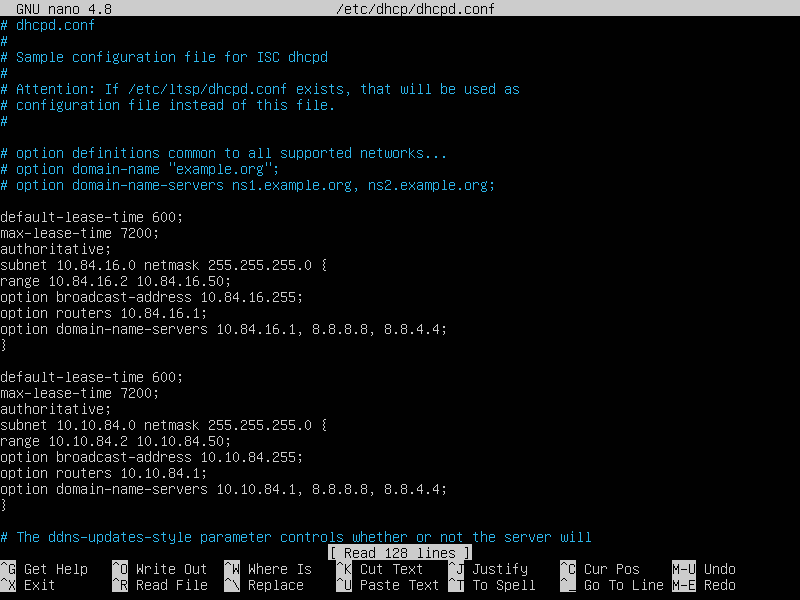 GNU nano 4.8 /etc/dhcp/dhcpd.conf
# dhcpd.conf
#
# Sample configuration file for ISC dhcpd
#
# Attention: If /etc/ltsp/dhcpd.conf exists, that will be used as
# configuration file instead of this file.
#
# option definitions common to all supported networks...
# option domain-name "example.org";
# option domain-name-servers ns1.example.org, ns2.example.org;
default-lease-time 600;
max-lease-time 7200;
authoritative;
subnet 10.84.16.0 netmask 255.255.255.0 {
range 10.84.16.2 10.84.16.50;
option broadcast-address 10.84.16.255;
option routers 10.84.16.1;
option domain-name-servers 10.84.16.1, 8.8.8.8, 8.8.4.4;
}
default-lease-time 600;
max-lease-time 7200;
authoritative;
subnet 10.10.84.0 netmask 255.255.255.0 {
range 10.10.84.2 10.10.84.50;
option broadcast-address 10.10.84.255;
option routers 10.10.84.1;
option domain-name-servers 10.10.84.1, 8.8.8.8, 8.8.4.4;
}
# The ddns-updates-style parameter controls whether or not the server will
[ Read 128 lines ]
^G Get Help ^O Write Out ^W Where Is ^K Cut Text ^J Justify ^C Cur Pos M-U Undo
^X Exit ^R Read File ^\ Replace ^U Paste Text ^T To Spell ^_ Go To Line M-E Redo